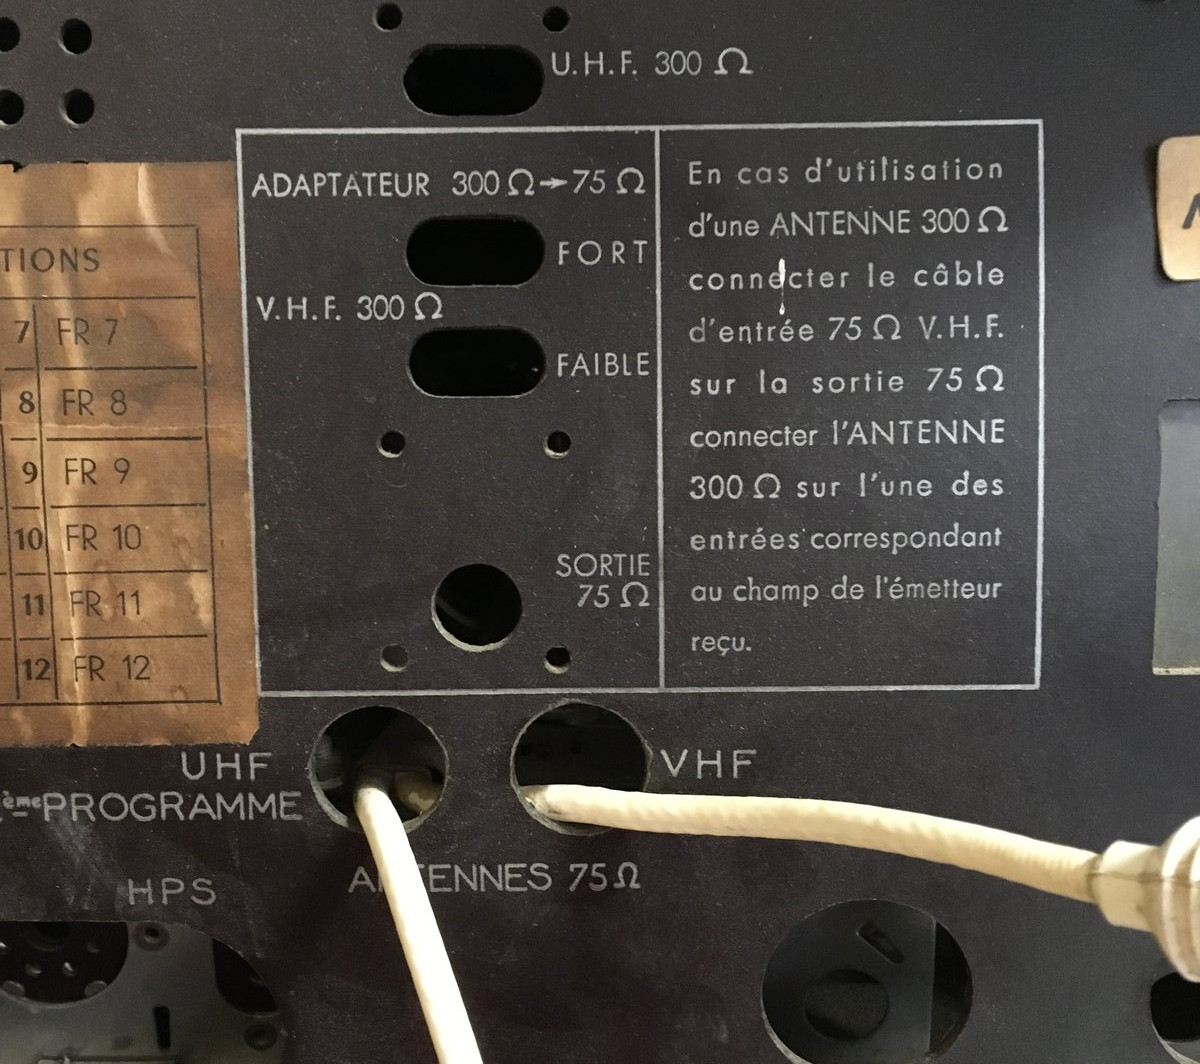 U.H.F. 300 Ω
ADAPTATEUR 300 Ω→75 Ω
FORT
V.H.F. 300 Ω
FAIBLE
SORTIE
75 Ω
En cas d'utilisation
d'une ANTENNE 300 Ω
connecter le câble
d'entrée 75 Ω V.H.F.
sur la sortie 75 Ω
connecter l'ANTENNE
300 Ω sur l'une des
entrées correspondant
au champ de l'émetteur
reçu.
TIONS
7 FR 7
8 FR 8
9 FR 9
10 FR 10
11 FR 11
12 FR 12
UHF
ème PROGRAMME
VHF
ANTENNES 75 Ω
HPS